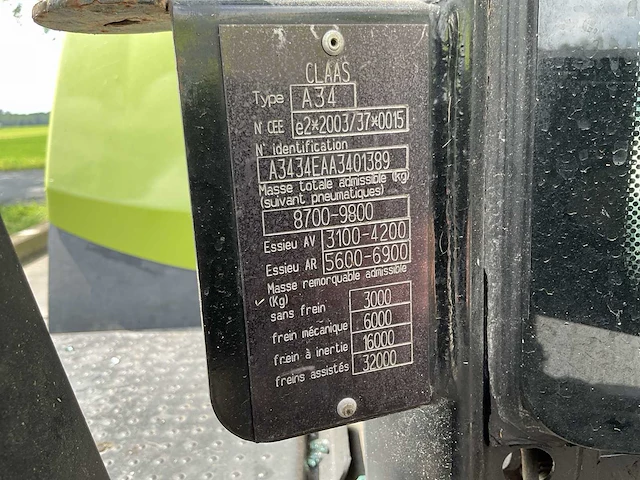 CLAAS
Type A34
N CEE e2*2003/37*0015
N° identification
A3434EAA3401389
Masse totale admissible (kg)
(suivant pneumatiques)
8700-9800
Essieu AV 3100-4200
Essieu AR 5600-6900
Masse remorquable admissible
(Kg)
sans frein 3000
frein mécanique 6000
frein à inertie 16000
freins assistés 32000